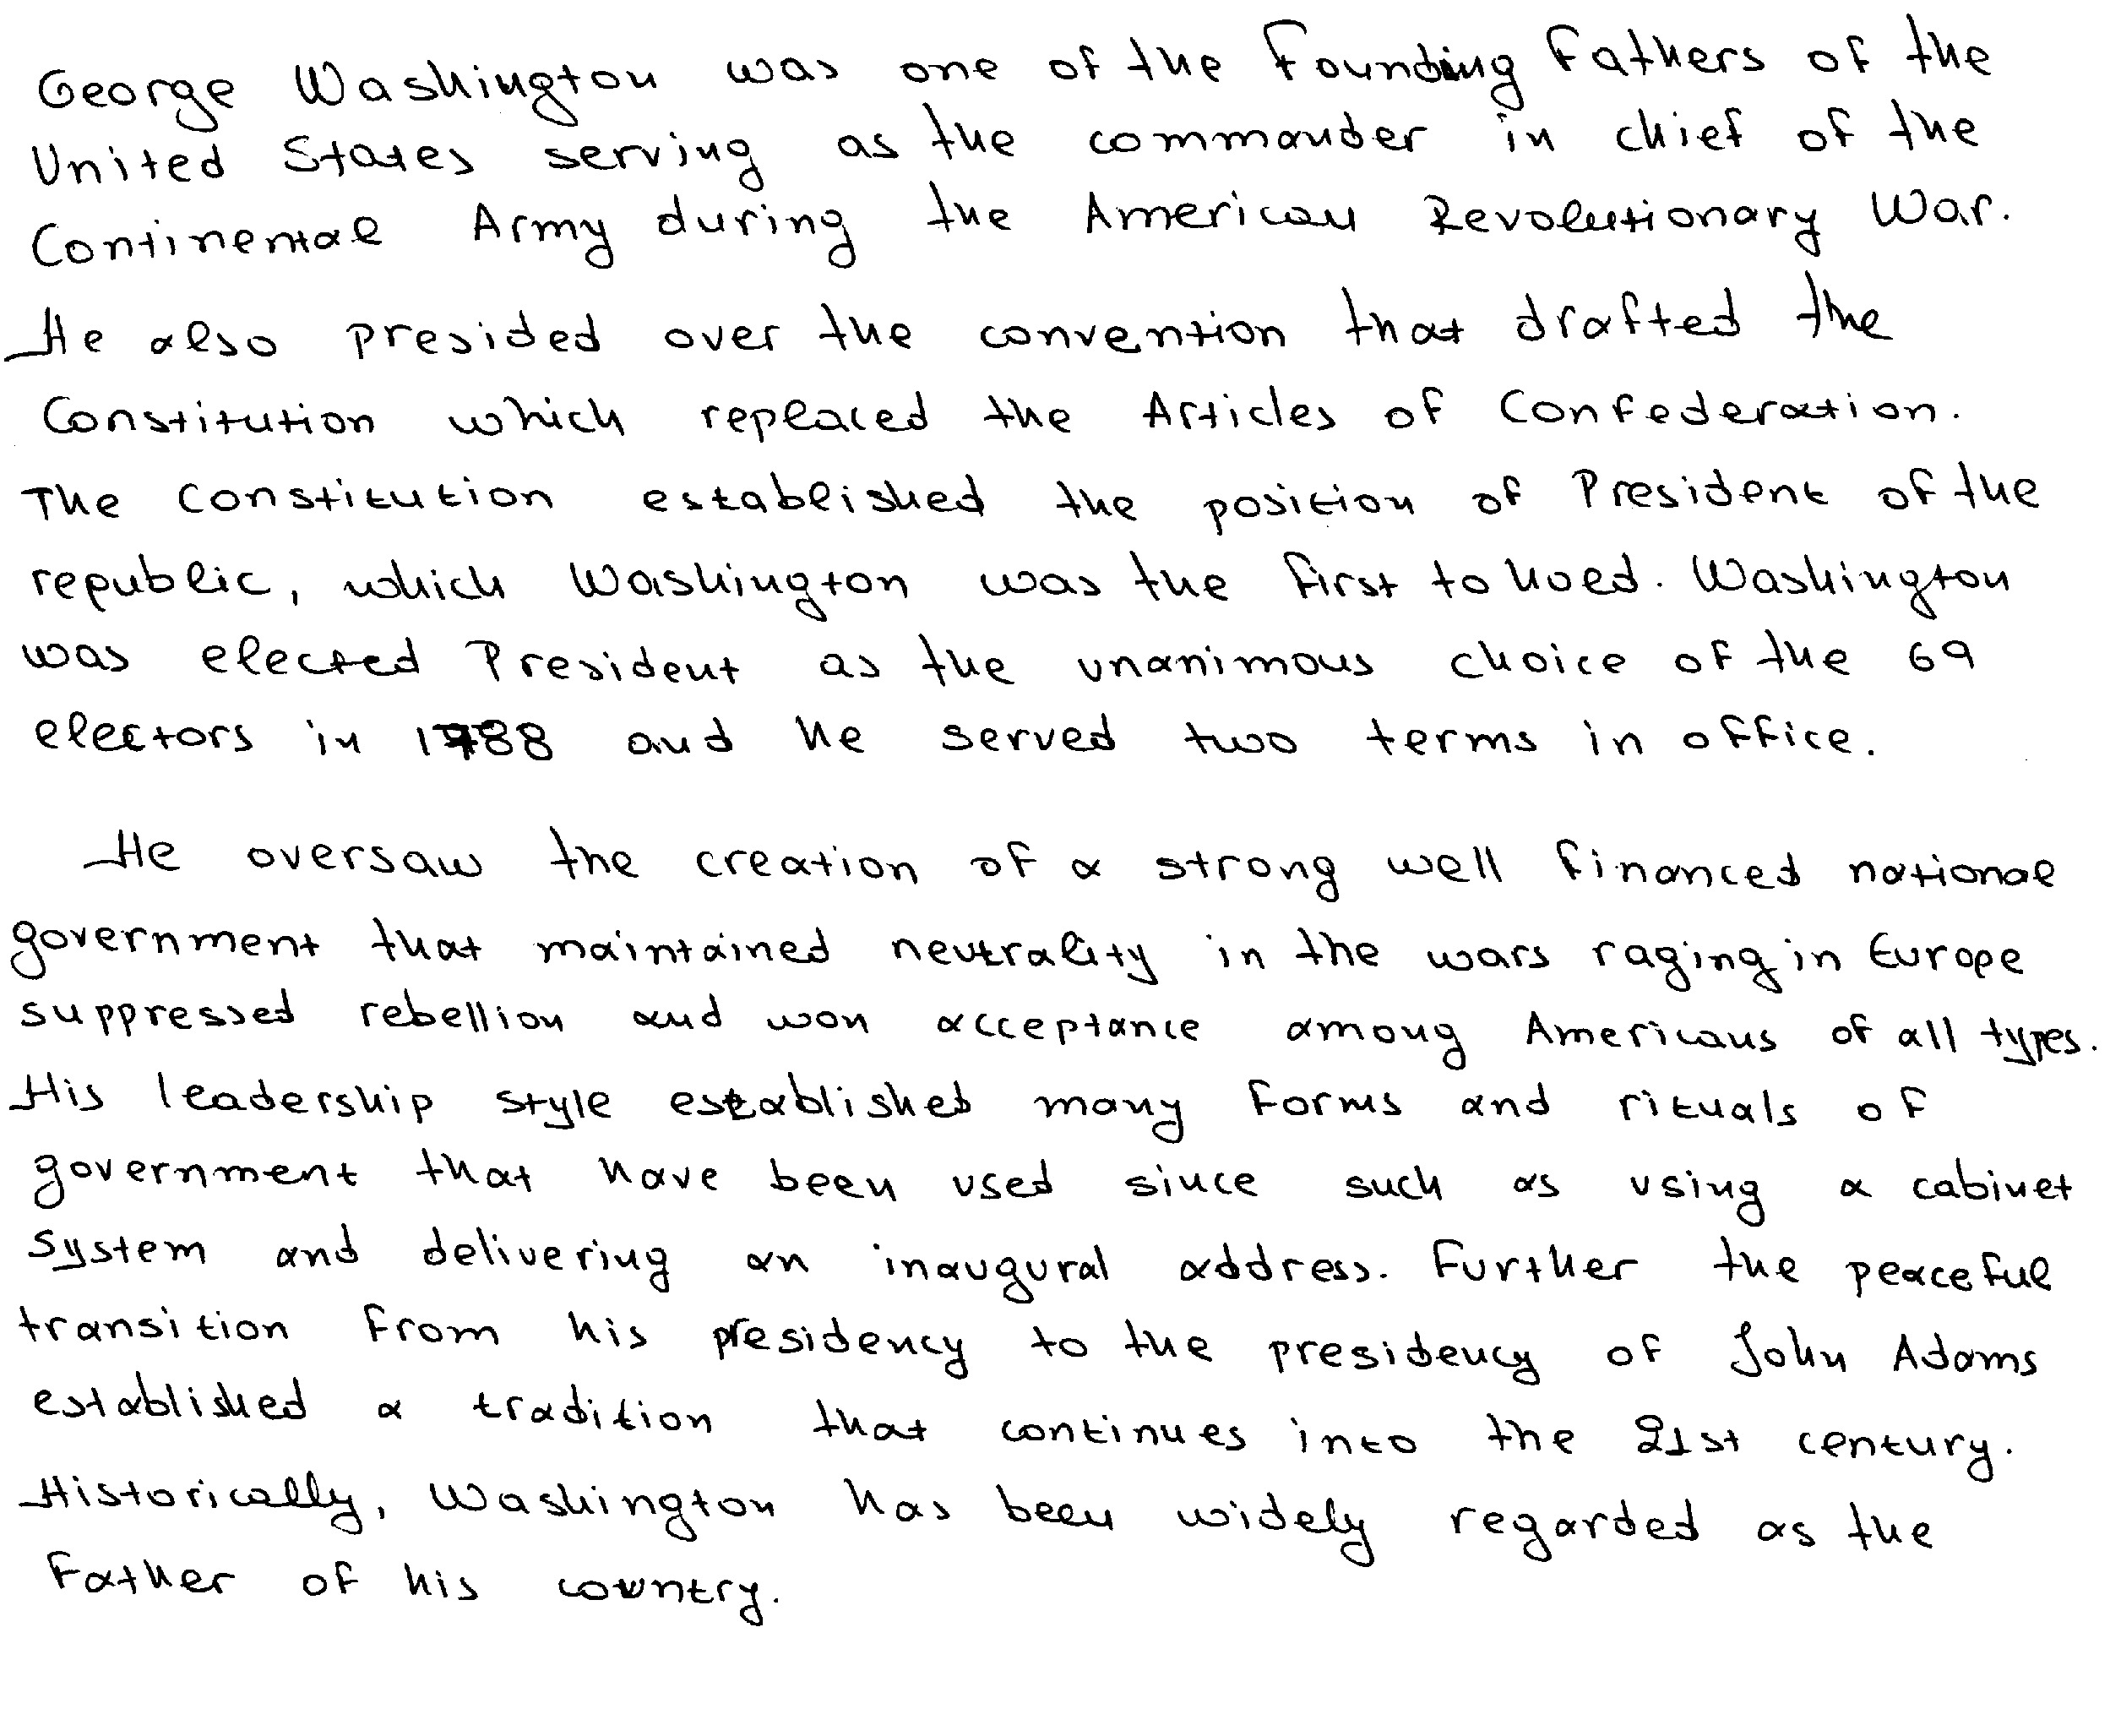 George Washington was one of the Founding Fathers of the
United States serving as the commander in chief of the
Continental Army during the American Revolutionary War.
He also presided over the convention that drafted the
Constitution which replaced the Articles of Confederation.
The Constitution established the position of President of the
republic, which Washington was the first to hold. Washington
was elected President as the unanimous choice of the 69
electors in 1788 and he served two terms in office.
He oversaw the creation of a strong well financed national
government that maintained neutrality in the wars raging in Europe
suppressed rebellion and won acceptance among Americans of all types.
His leadership style established many forms and rituals of
government that have been used since such as using a cabinet
system and delivering an inaugural address. Further the peaceful
transition from his presidency to the presidency of John Adams
established a tradition that continues into the 21st century.
Historically, Washington has been widely regarded as the
Father of his country.